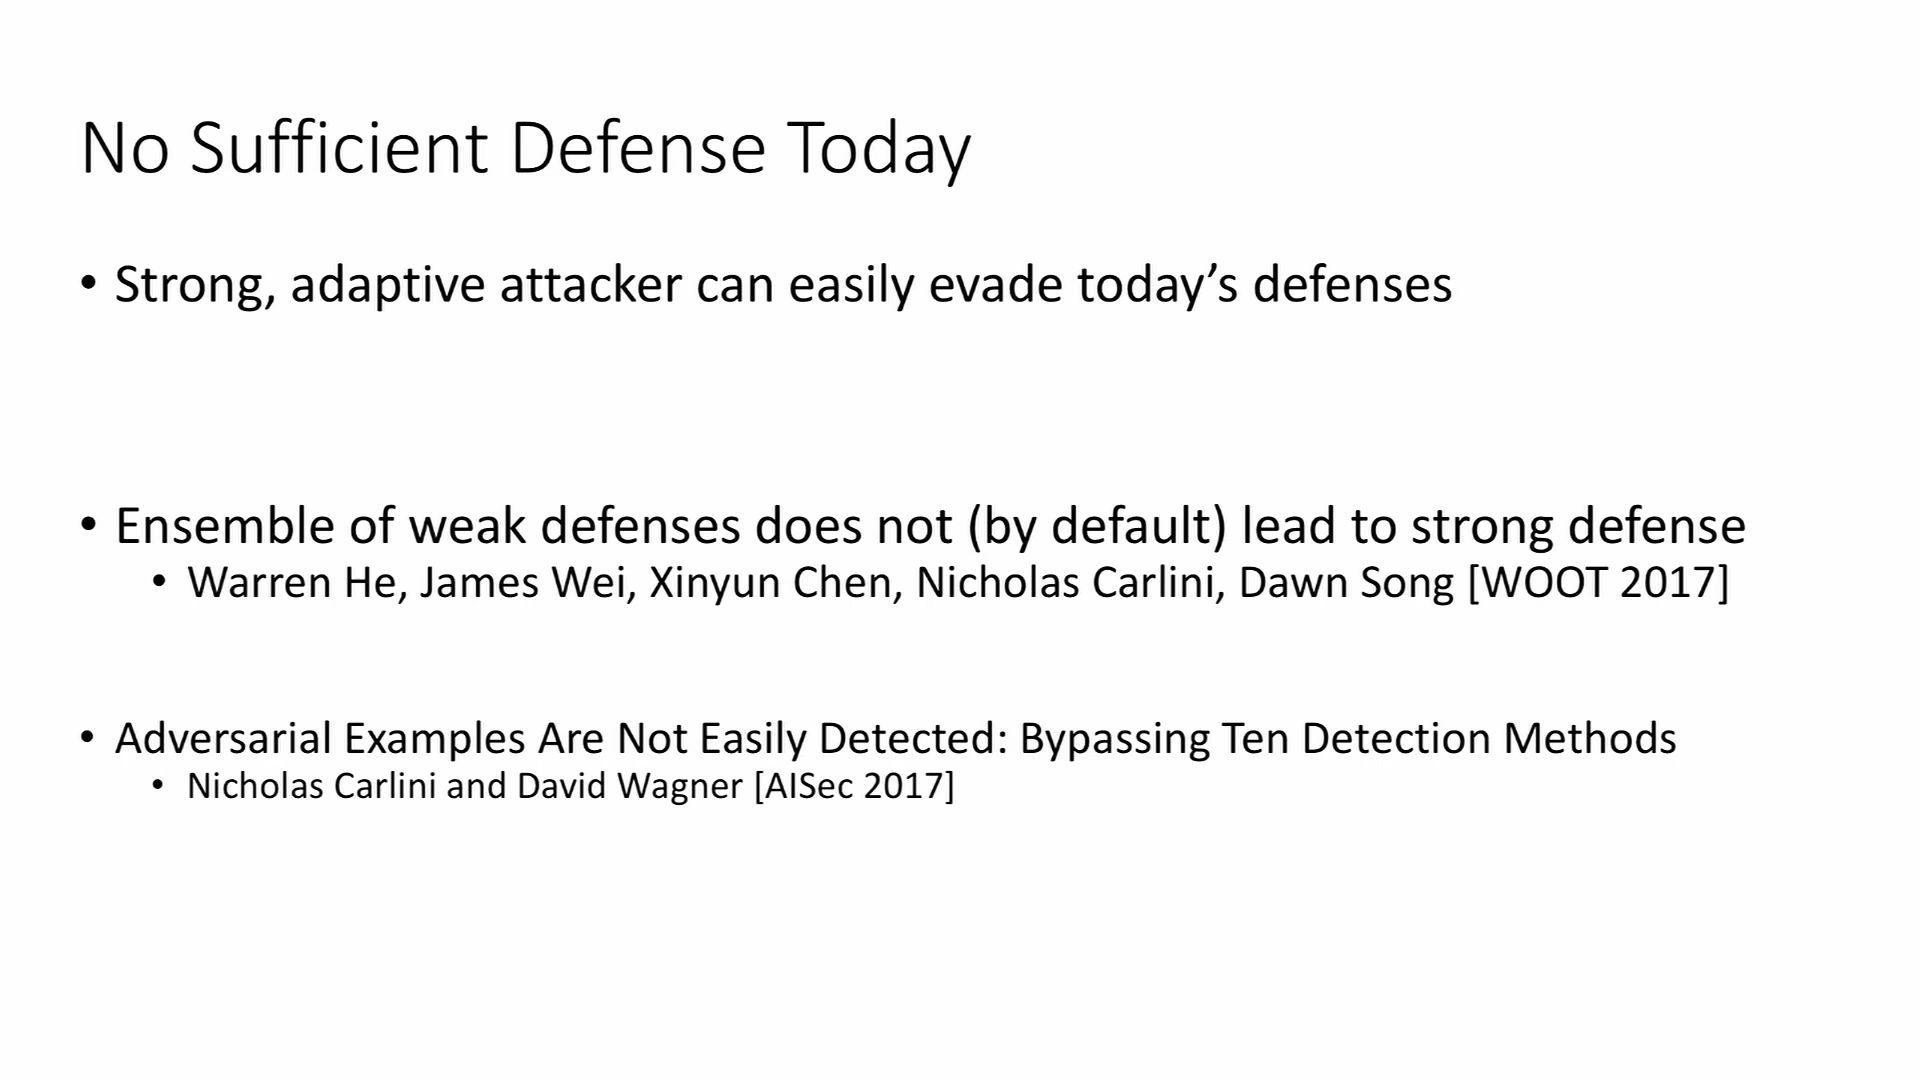 No Sufficient Defense Today
• Strong, adaptive attacker can easily evade today’s defenses
• Ensemble of weak defenses does not (by default) lead to strong defense
• Warren He, James Wei, Xinyun Chen, Nicholas Carlini, Dawn Song [WOOT 2017]
• Adversarial Examples Are Not Easily Detected: Bypassing Ten Detection Methods
• Nicholas Carlini and David Wagner [AISec 2017]